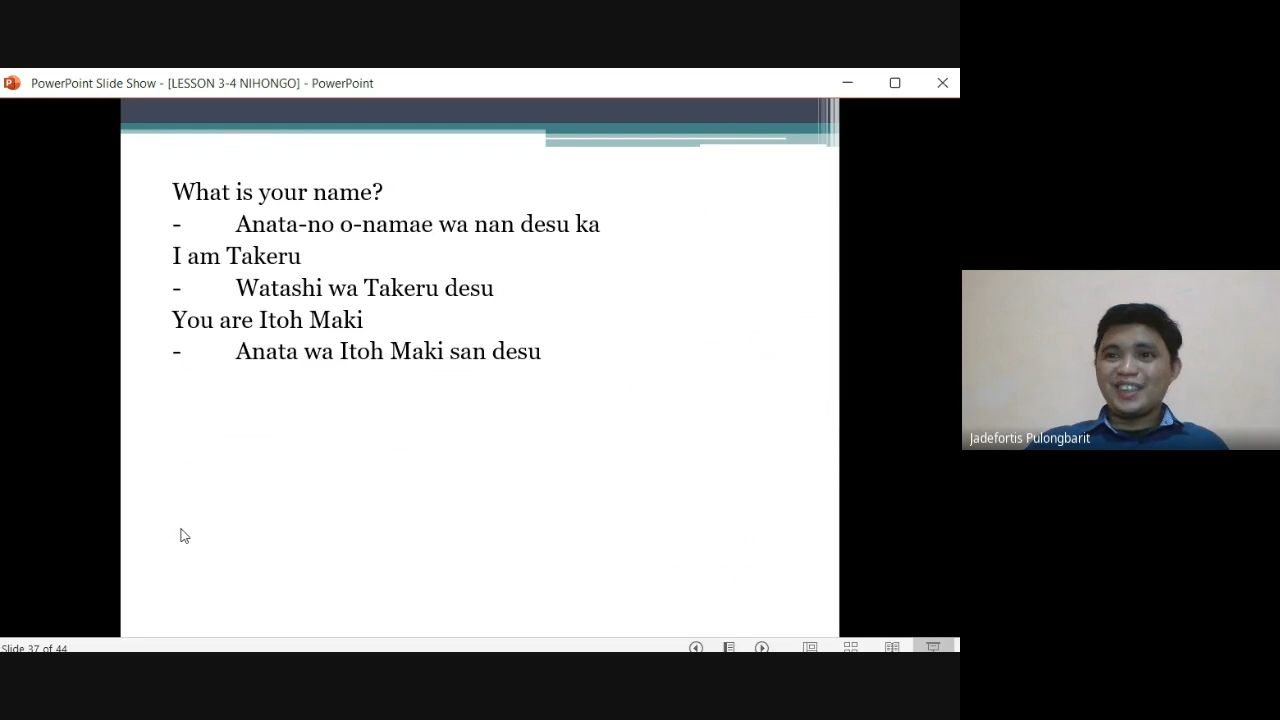 PowerPoint Slide Show - [LESSON 3-4 NIHONGO] - PowerPoint
What is your name?
- Anata-no o-namae wa nan desu ka
I am Takeru
- Watashi wa Takeru desu
You are Itoh Maki
- Anata wa Itoh Maki san desu
Jadefortis Pulongbarit
Slide 37 of 44